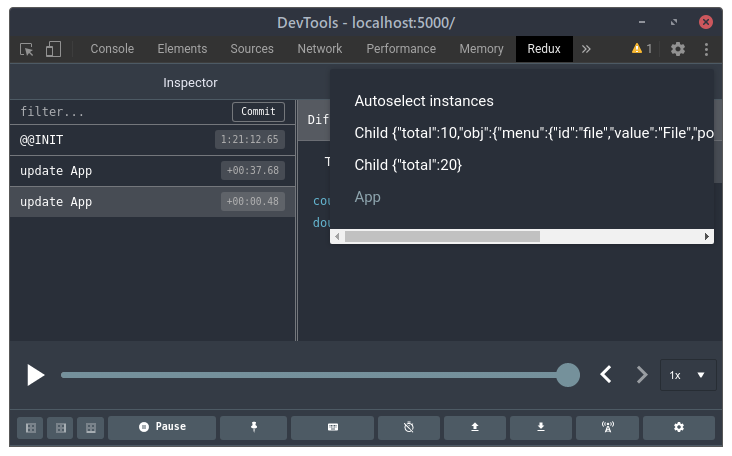 DevTools - localhost:5000/
Console Elements Sources Network Performance Memory Redux » 1
Inspector
filter... Commit
@@INIT 1:21:12.65
update App +00:37.68
update App +00:00.48
Dif
T
cou
dou
Autoselect instances
Child {"total":10,"obj":{"menu":{"id":"file","value":"File","po
Child {"total":20}
App
1x
Pause